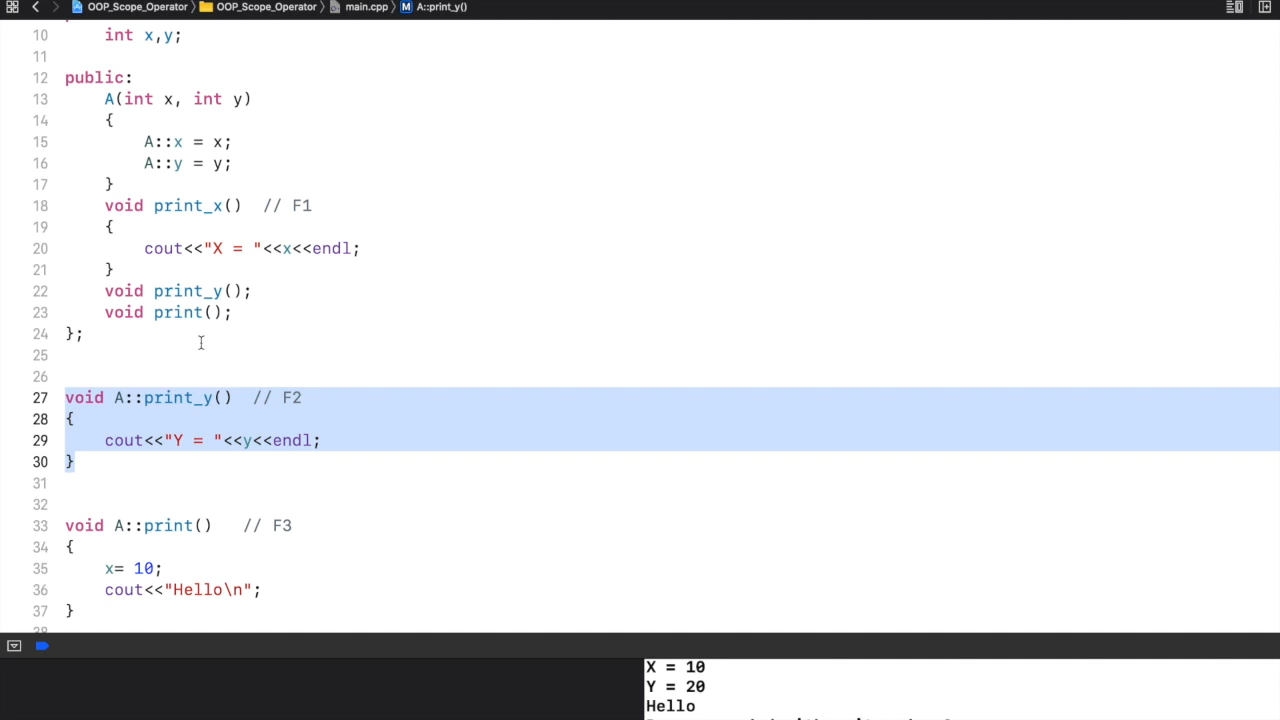 OOP_Scope_Operator OOP_Scope_Operator main.cpp M A::print_y()
10 int x,y;
11
12 public:
13 A(int x, int y)
14 {
15 A::x = x;
16 A::y = y;
17 }
18 void print_x() // F1
19 {
20 cout<<"X = "<<x<<endl;
21 }
22 void print_y();
23 void print();
24 };
25
26
27 void A::print_y() // F2
28 {
29 cout<<"Y = "<<y<<endl;
30 }
31
32
33 void A::print() // F3
34 {
35 x= 10;
36 cout<<"Hello\n";
37 }
38
X = 10
Y = 20
Hello